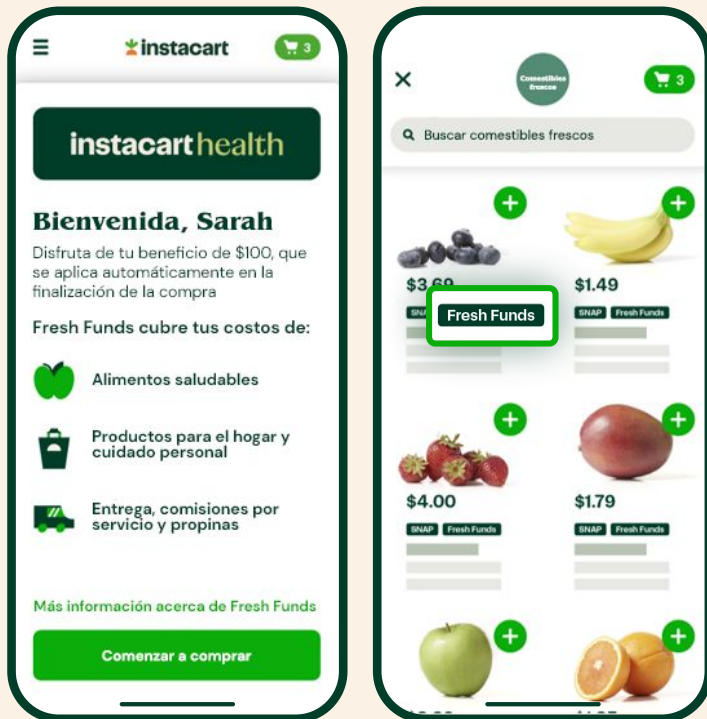 instacart
3
instacart health
Bienvenida, Sarah
Disfruta de tu beneficio de $100, que
se aplica automáticamente en la
finalización de la compra
Fresh Funds cubre tus costos de:
Alimentos saludables
Productos para el hogar y
cuidado personal
Entrega, comisiones por
servicio y propinas
Más información acerca de Fresh Funds
Comenzar a comprar
Comestibles
frescos
3
Buscar comestibles frescos
$3.69
$1.49
Fresh Funds
SNAP Fresh Funds
$4.00
$1.79
SNAP Fresh Funds
SNAP Fresh Funds